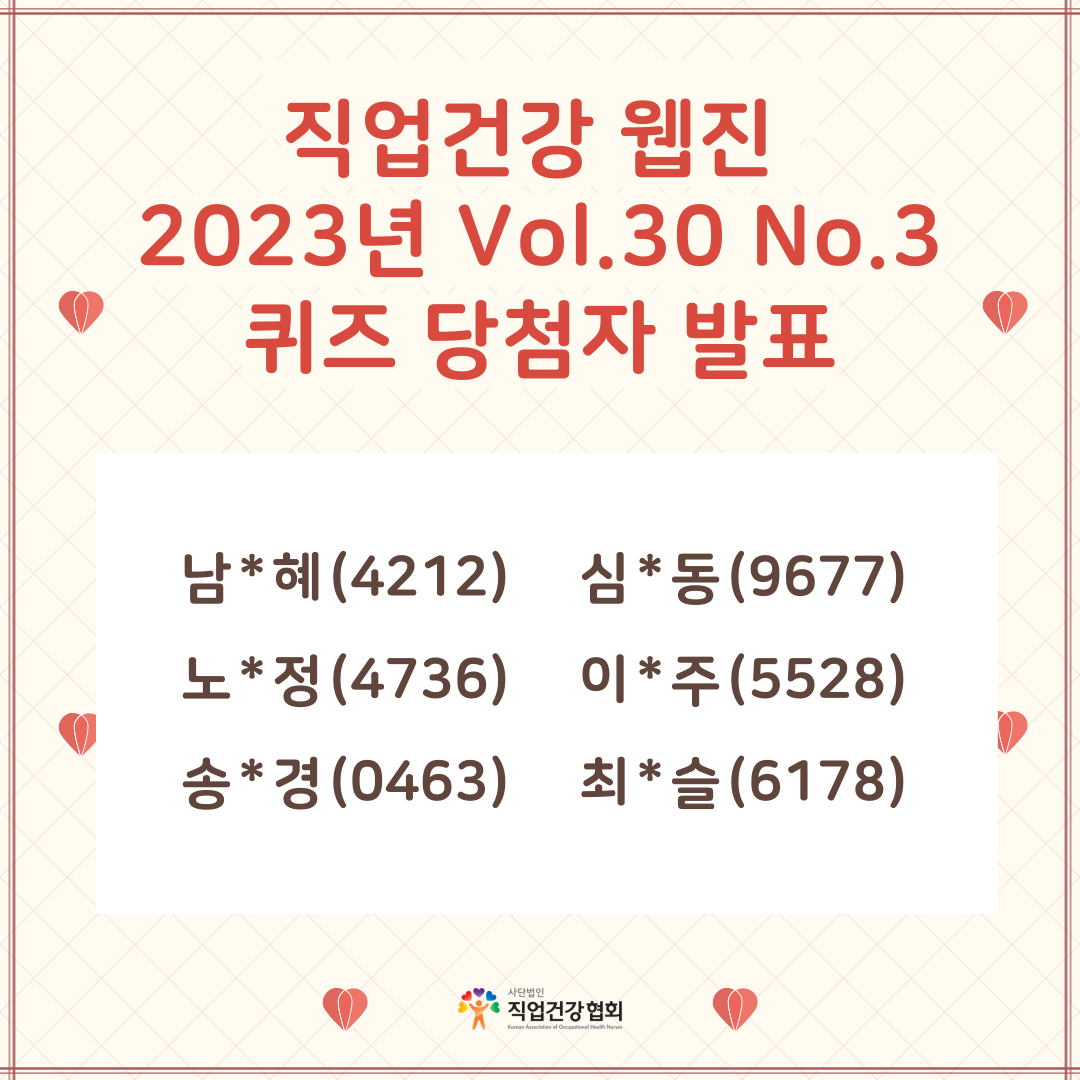 직업건강 웹진
2023년 Vol.30 No.3
퀴즈 당첨자 발표
남*혜(4212) 심*동(9677)
노*정(4736) 이*주(5528)
송*경(0463) 최*슬(6178)
사단법인
직업건강협회
Korean Association of Occupational Health Nurses